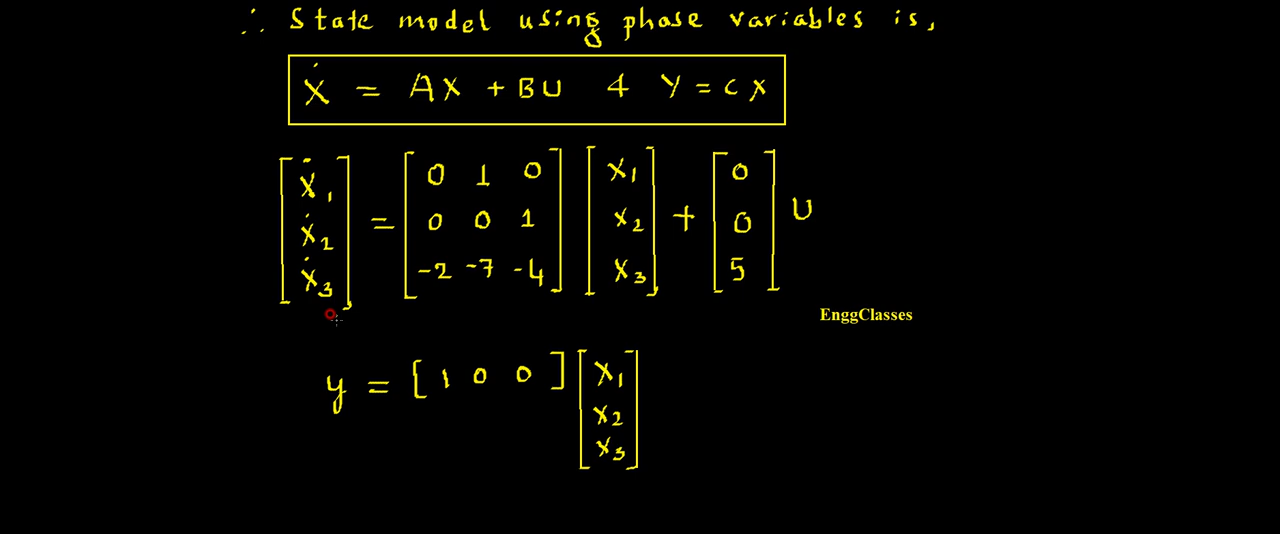 ∴ State model using phase variables is,
Ẋ = AX + BU & Y = CX
[Ẋ1 Ẋ2 Ẋ3] = [0 1 0; 0 0 1; -2 -7 -4] [X1 X2 X3] + [0 0 5] U
EnggClasses
y = [1 0 0] [X1 X2 X3]